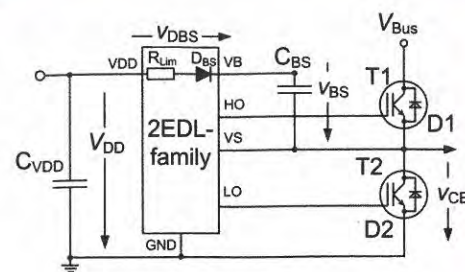 VDBS
VBus
VDD
RLim
DBS
VB
CBS
T1
HO
VBS
D1
2EDL-
family
VDD
VS
T2
CVDD
LO
VCE
D2
GND